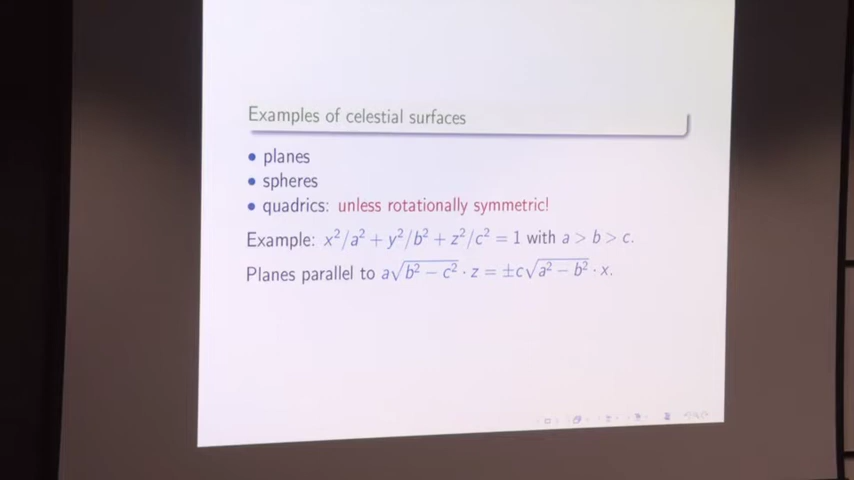 Examples of celestial surfaces
• planes
• spheres
• quadrics: unless rotationally symmetric!
Example: x²/a² + y²/b² + z²/c² = 1 with a > b > c.
Planes parallel to a√(b² − c²) · z = ±c√(a² − b²) · x.